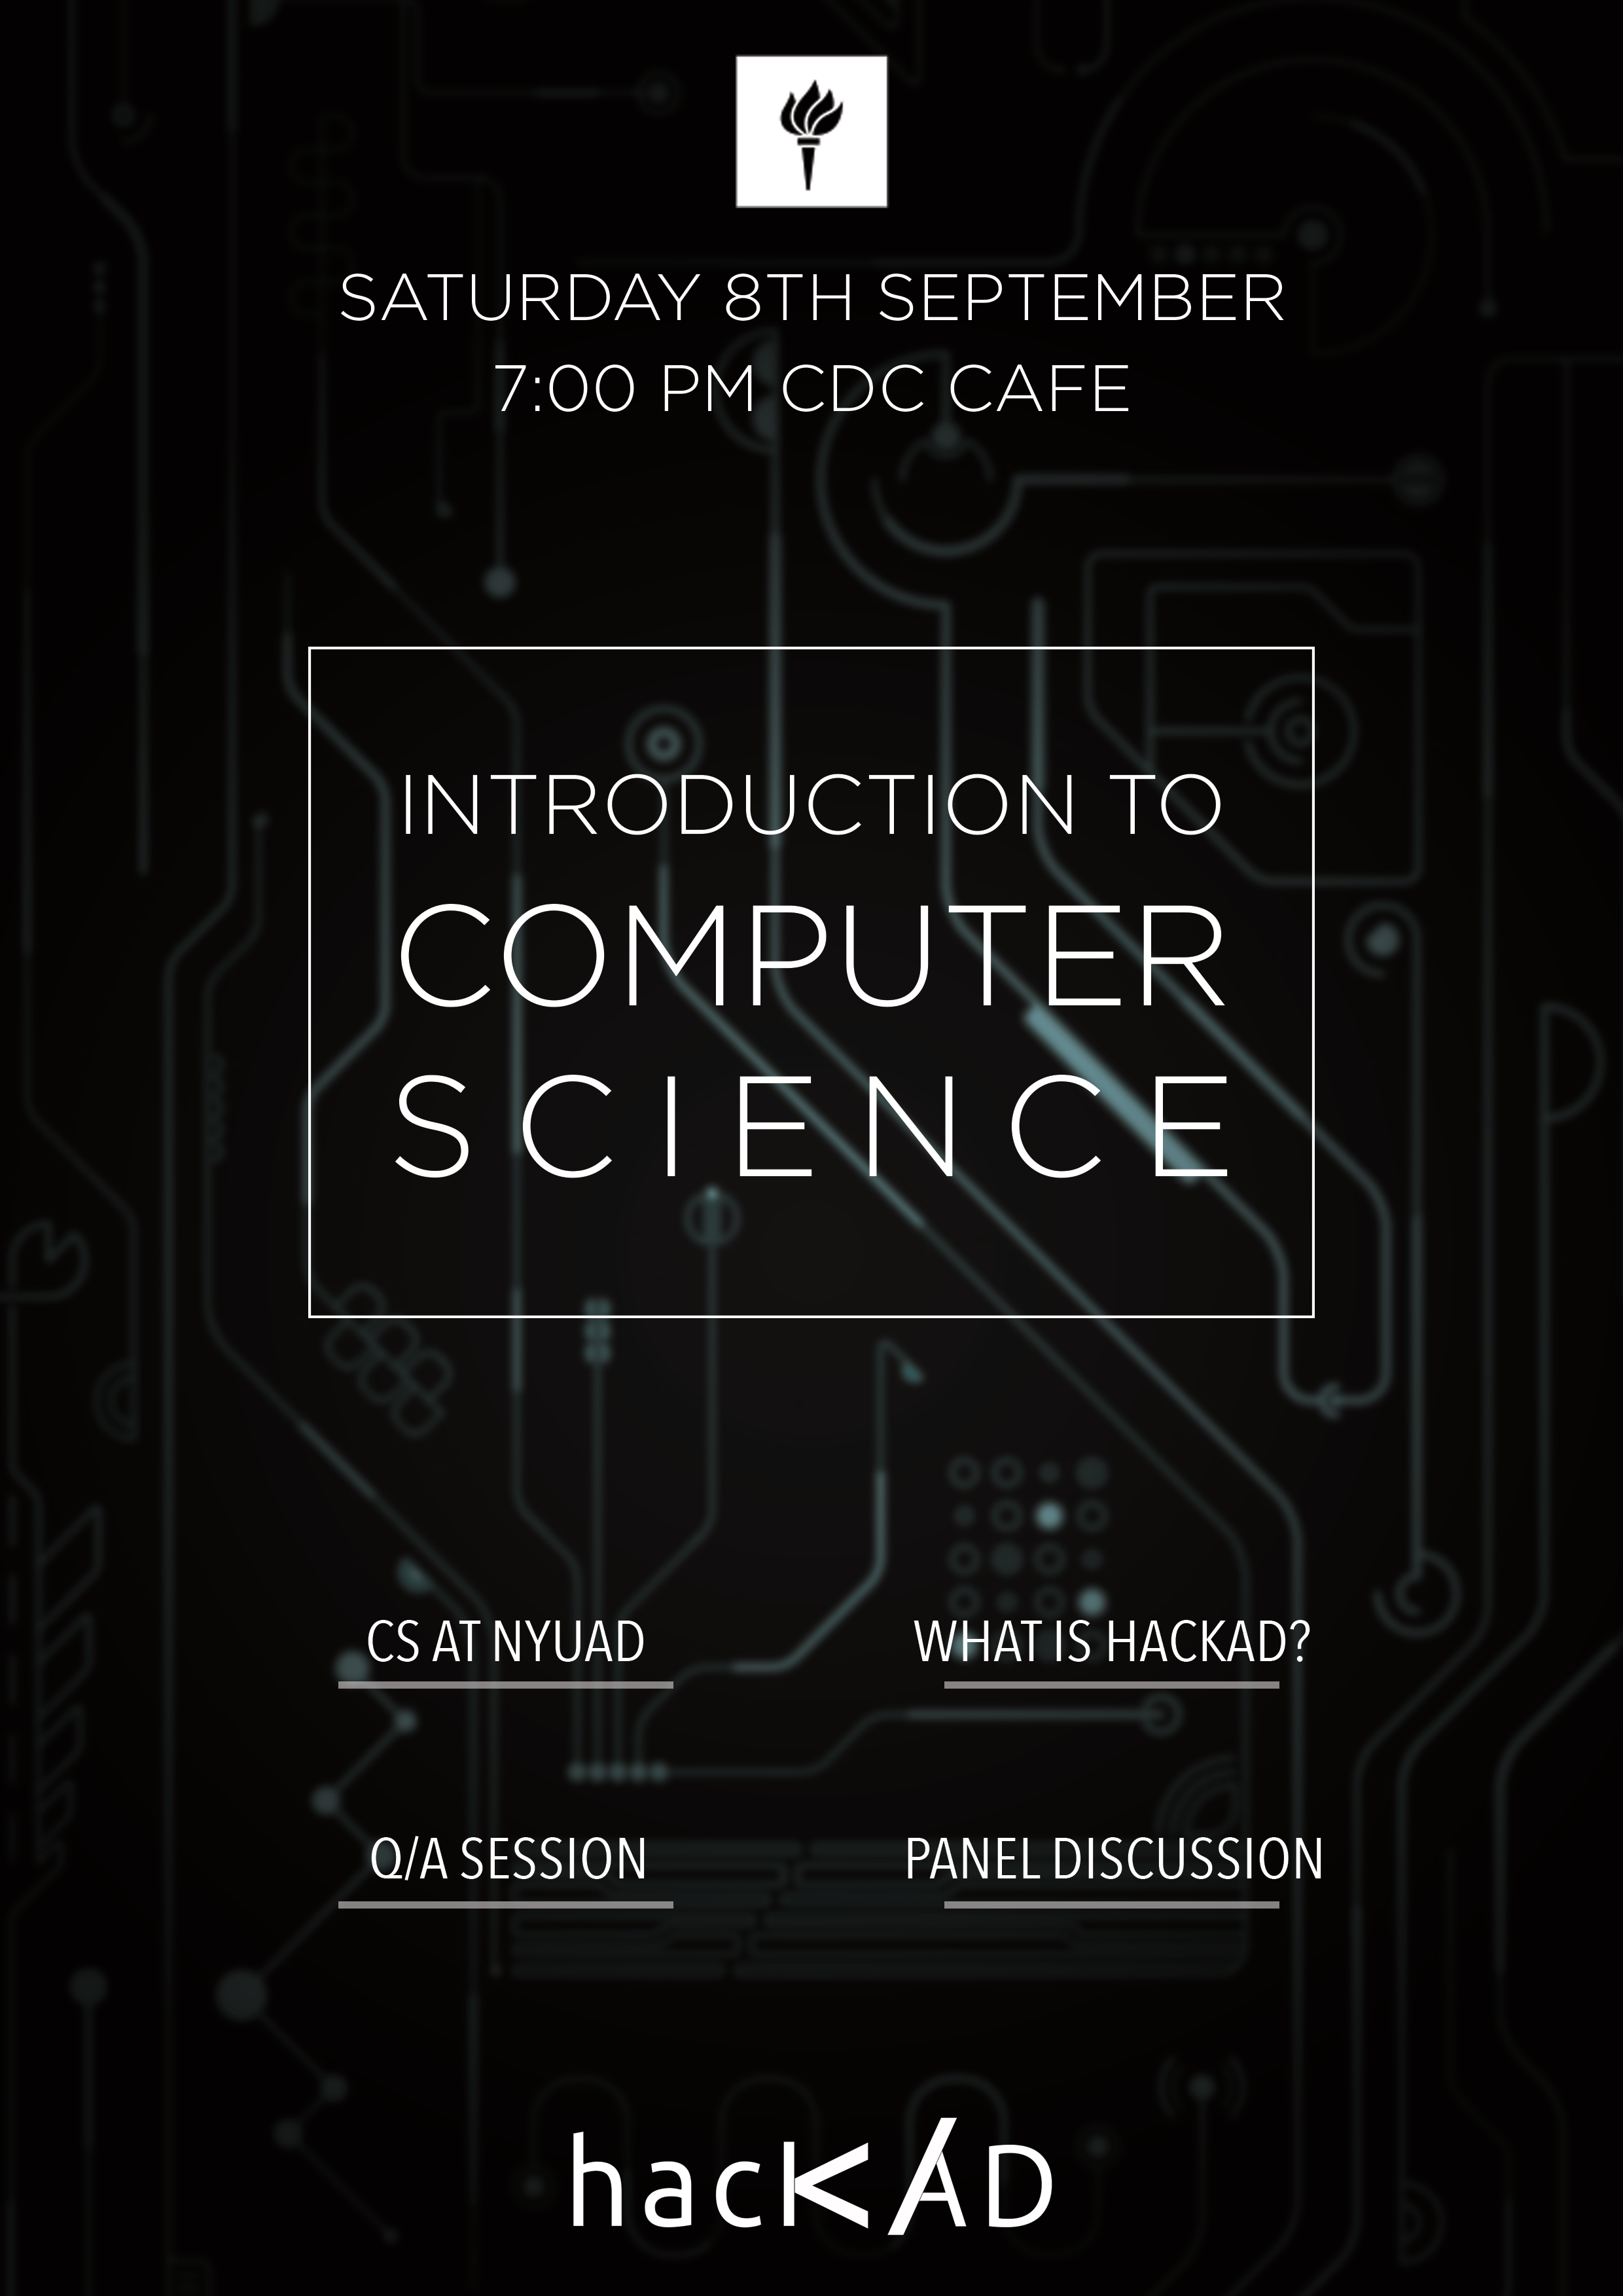 SATURDAY 8TH SEPTEMBER
7:00 PM CDC CAFE
INTRODUCTION TO
COMPUTER
SCIENCE
CS AT NYUAD
WHAT IS HACKAD?
Q/A SESSION
PANEL DISCUSSION
hacKAD